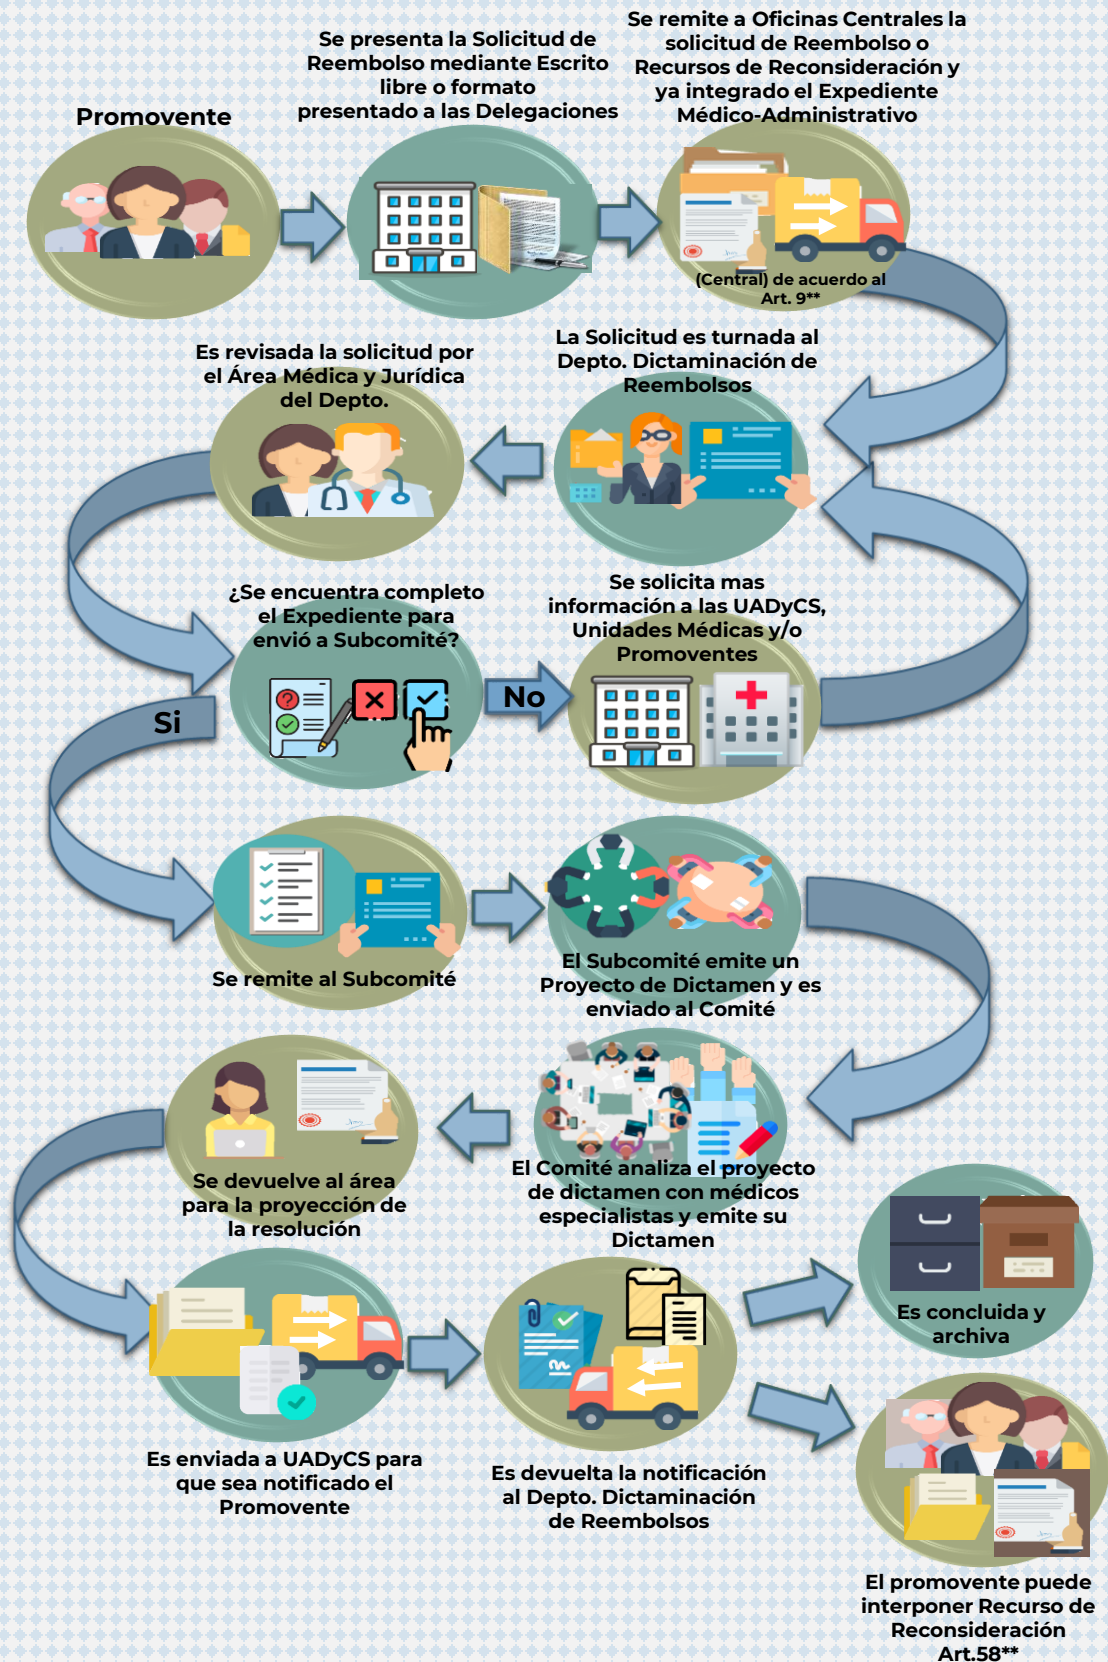 Promovente
Se presenta la Solicitud de
Reembolso mediante Escrito
libre o formato
presentado a las Delegaciones
Se remite a Oficinas Centrales la
solicitud de Reembolso o
Recursos de Reconsideración y
ya integrado el Expediente
Médico-Administrativo
(Central) de acuerdo al
Art. 9**
La Solicitud es turnada al
Depto. Dictaminación de
Reembolsos
Es revisada la solicitud por
el Área Médica y Jurídica
del Depto.
¿Se encuentra completo
el Expediente para
envió a Subcomité?
No
Se solicita mas
información a las UADyCS,
Unidades Médicas y/o
Promoventes
Si
Se remite al Subcomité
El Subcomité emite un
Proyecto de Dictamen y es
enviado al Comité
El Comité analiza el proyecto
de dictamen con médicos
especialistas y emite su
Dictamen
Se devuelve al área
para la proyección de
la resolución
Es enviada a UADyCS para
que sea notificado el
Promovente
Es devuelta la notificación
al Depto. Dictaminación
de Reembolsos
Es concluida y
archiva
El promovente puede
interponer Recurso de
Reconsideración
Art.58**